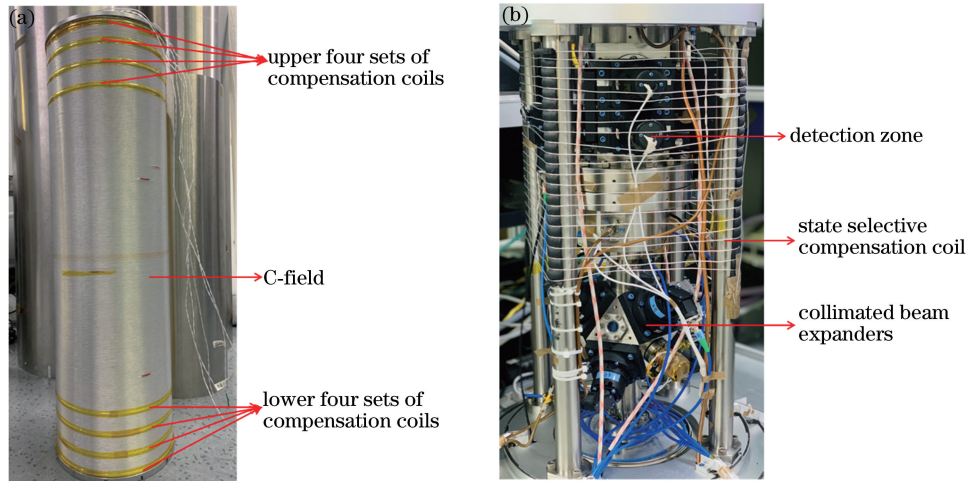 (a)
upper four sets of
compensation coils
C-field
lower four sets of
compensation coils
(b)
detection zone
state selective
compensation coil
collimated beam
expanders